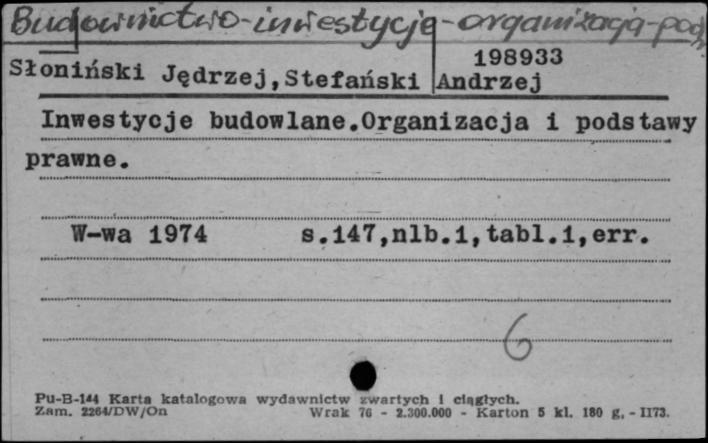 Budownictwo-inwestycje-organizacja-pod
198933
Słoniński Jędrzej,Stefański Andrzej
Inwestycje budowlane.Organizacja i podstawy
prawne.
W-wa 1974 s.147,nlb.1,tabl.1,err.
6
Pu-B-144 Karta katalogowa wydawnictw zwartych i ciągłych.
Zam. 2264/DW/On Wrak 76 - 2.300.000 - Karton 5 kl. 180 g. - II73.